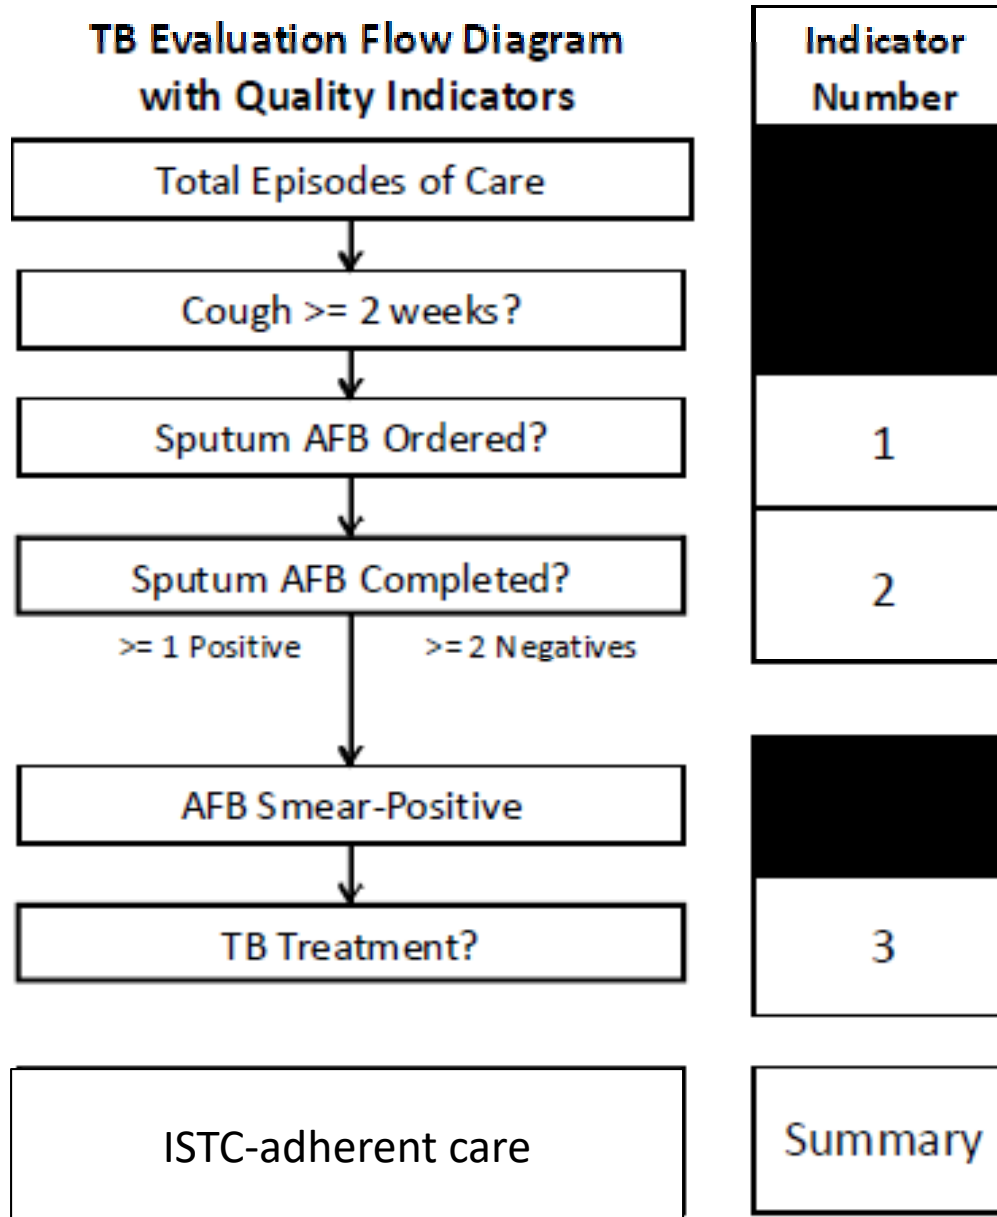 TB Evaluation Flow Diagram
with Quality Indicators
Indicator
Number
Total Episodes of Care
Cough >= 2 weeks?
Sputum AFB Ordered?
1
Sputum AFB Completed?
2
>= 1 Positive
>= 2 Negatives
AFB Smear-Positive
TB Treatment?
3
ISTC-adherent care
Summary